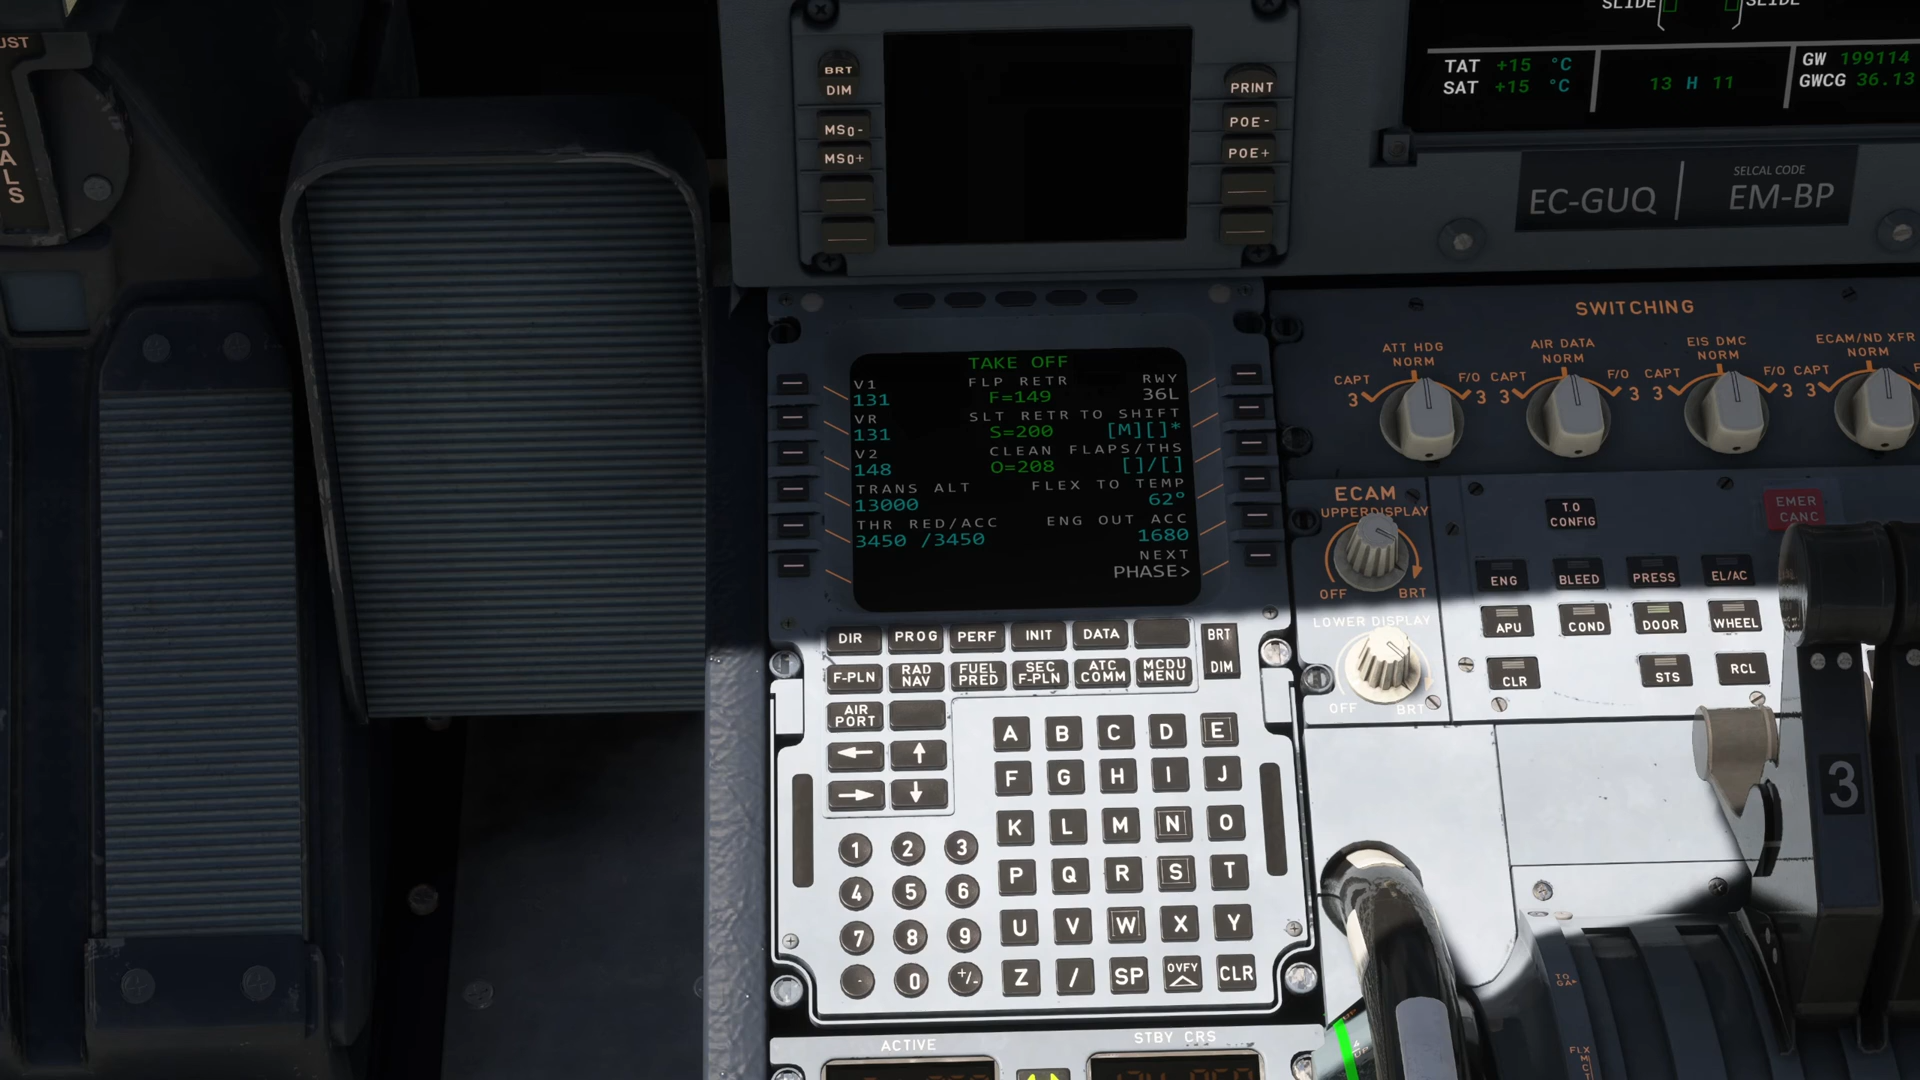 SLIDE SLIDE
TAT +15 °C
SAT +15 °C
13 H 11
GW 199114
GWCG 36.13
BRT
DIM
MSG-
MSG+
PRINT
POE-
POE+
EC-GUQ
SELCAL CODE
EM-BP
TAKE OFF
V1 FLP RETR RWY
131 F=149 36L
VR SLT RETR TO SHIFT
131 S=200 [M][]*
V2 CLEAN FLAPS/THS
148 O=208 []/[]
TRANS ALT FLEX TO TEMP
13000 62°
THR RED/ACC ENG OUT ACC
3450 /3450 1680
NEXT
PHASE>
SWITCHING
ATT HDG
NORM
CAPT 3 F/O 3
AIR DATA
NORM
CAPT 3 F/O 3
EIS DMC
NORM
CAPT 3 F/O 3
ECAM/ND XFR
NORM
CAPT 3
ECAM
UPPER DISPLAY
OFF BRT
LOWER DISPLAY
OFF BRT
T.O
CONFIG
EMER
CANC
ENG BLEED PRESS EL/AC
APU COND DOOR WHEEL
CLR STS RCL
DIR PROG PERF INIT DATA
BRT
DIM
F-PLN
RAD
NAV
FUEL
PRED
SEC
F-PLN
ATC
COMM
MCDU
MENU
AIR
PORT
← ↑
→ ↓
A B C D E
F G H I J
K L M N O
P Q R S T
U V W X Y
Z / SP OVFY CLR
1 2 3
4 5 6
7 8 9
. 0 +/-
ACTIVE
STBY CRS
3
TO
GA
FLX